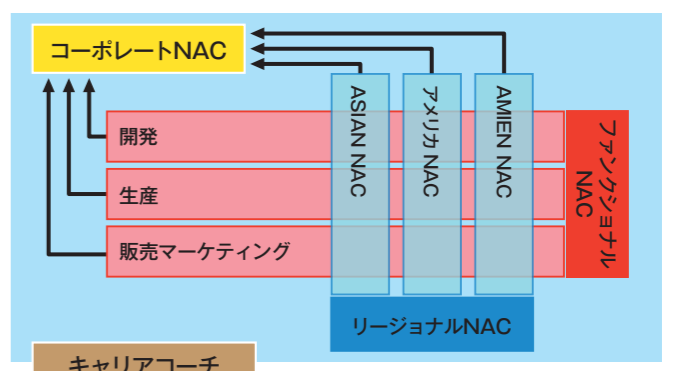 コーポレートNAC
ASIAN NAC
アメリカ NAC
AMIEN NAC
開発
生産
販売マーケティング
ファンクショナル
NAC
リージョナルNAC
キャリアコーチ